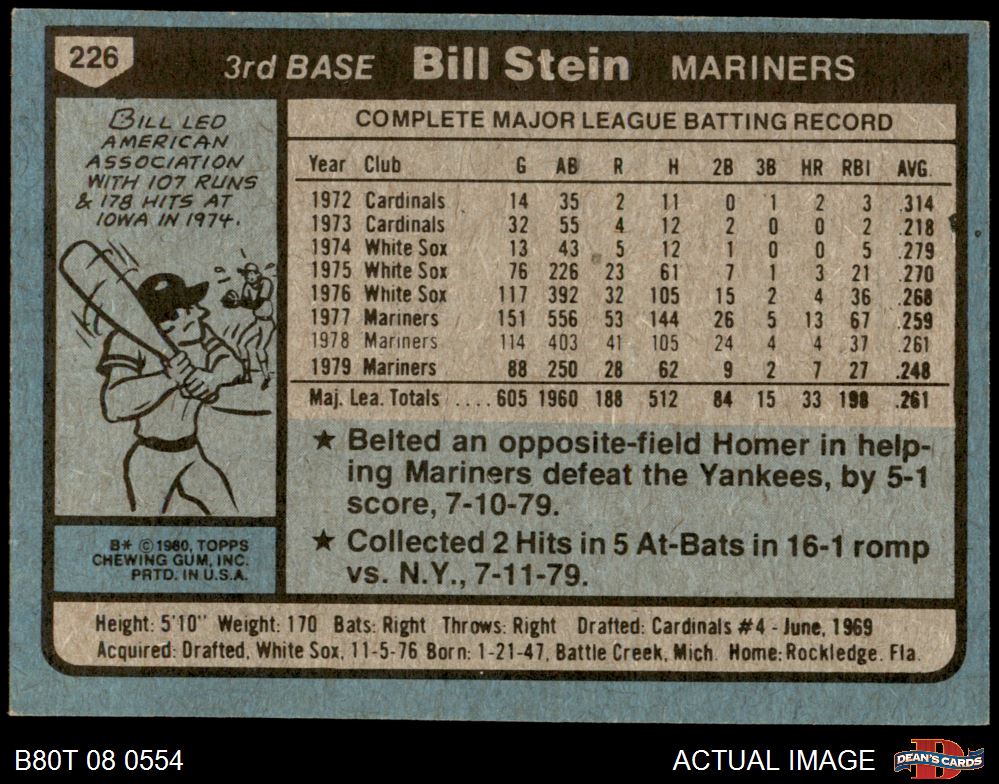 226
3rd BASE Bill Stein MARINERS
BILL LED
AMERICAN
ASSOCIATION
WITH 107 RUNS
& 178 HITS AT
IOWA IN 1974.
B* © 1980, TOPPS
CHEWING GUM, INC.
PRTD. IN U.S.A.
COMPLETE MAJOR LEAGUE BATTING RECORD
Year Club G AB R H 2B 3B HR RBI AVG.
1972 Cardinals 14 35 2 11 0 1 2 3 .314
1973 Cardinals 32 55 4 12 2 0 0 2 .218
1974 White Sox 13 43 5 12 1 0 0 5 .279
1975 White Sox 76 226 23 61 7 1 3 21 .270
1976 White Sox 117 392 32 105 15 2 4 36 .268
1977 Mariners 151 556 53 144 26 5 13 67 .259
1978 Mariners 114 403 41 105 24 4 4 37 .261
1979 Mariners 88 250 28 62 9 2 7 27 .248
Maj. Lea. Totals .... 605 1960 188 512 84 15 33 198 .261
★ Belted an opposite-field Homer in help-
ing Mariners defeat the Yankees, by 5-1
score, 7-10-79.
★ Collected 2 Hits in 5 At-Bats in 16-1 romp
vs. N.Y., 7-11-79.
Height: 5'10" Weight: 170 Bats: Right Throws: Right Drafted: Cardinals #4 - June, 1969
Acquired: Drafted, White Sox, 11-5-76 Born: 1-21-47, Battle Creek, Mich. Home: Rockledge, Fla.
B80T 08 0554
ACTUAL IMAGE
DEAN'S CARDS